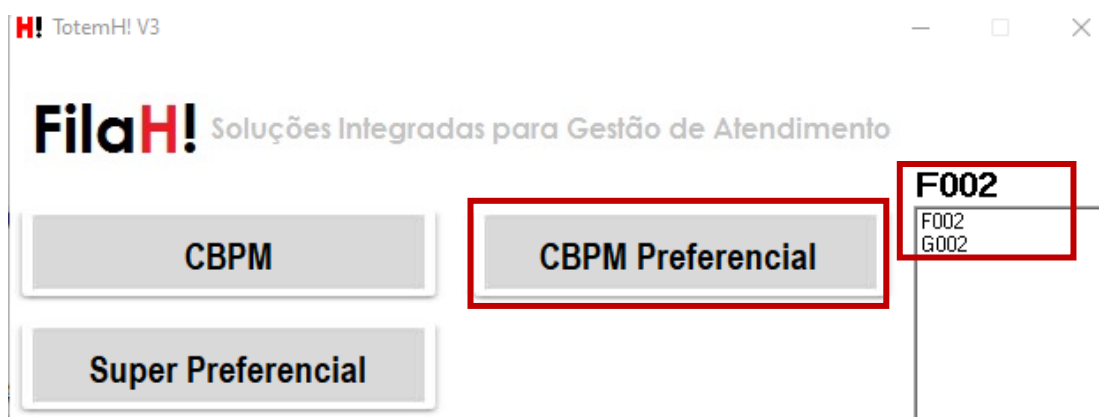 H! TotemH! V3
FilaH! Soluções Integradas para Gestão de Atendimento
F002
F002
G002
CBPM
CBPM Preferencial
Super Preferencial